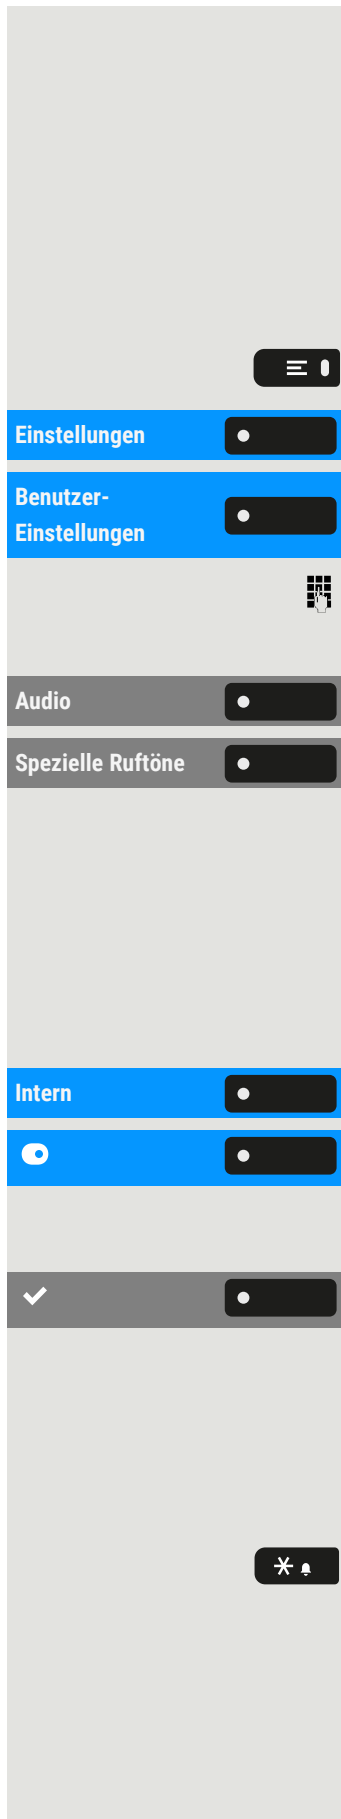 Einstellungen
Benutzer-
Einstellungen
Audio
Spezielle Ruftöne
Intern